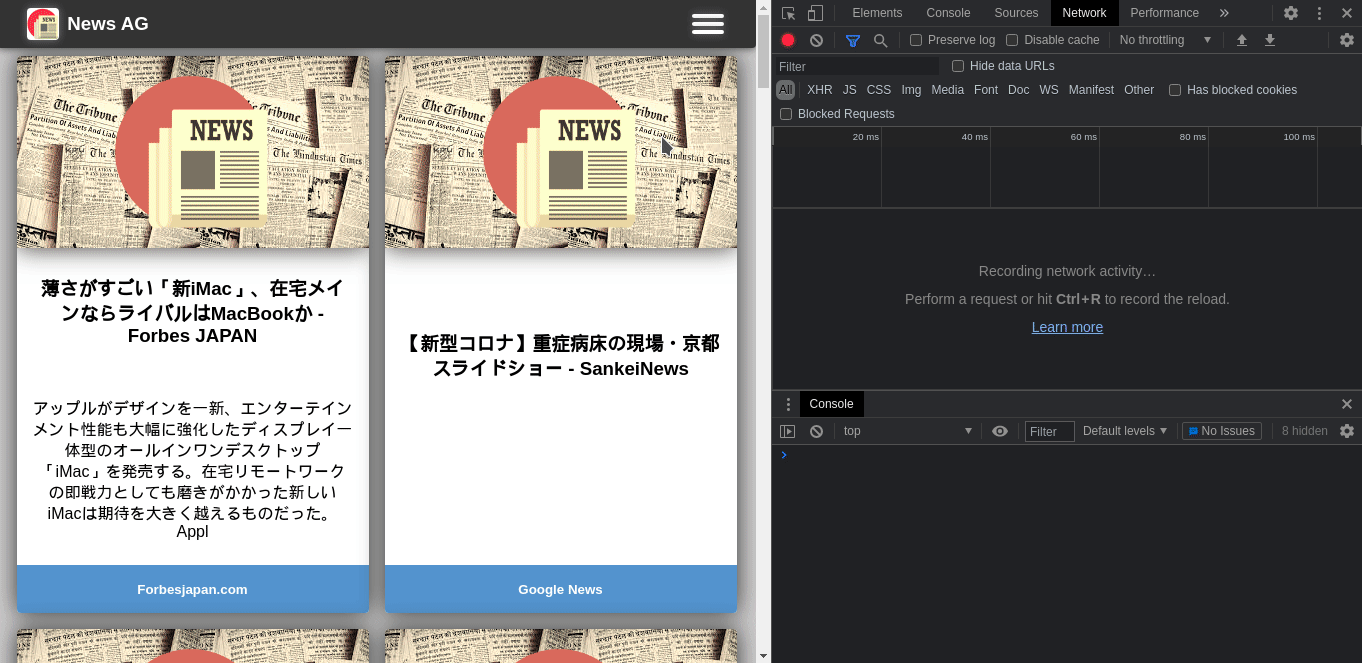 News AG
NEWS
The Tribune
Partition Of Assets And Liabilities
The Hindustan Times
薄さがすごい「新iMac」、在宅メイ
ンならライバルはMacBookか -
Forbes JAPAN
アップルがデザインを一新、エンターテイン
メント性能も大幅に強化したディスプレイ一
体型のオールインワンデスクトップ
「iMac」を発売する。在宅リモートワーク
の即戦力としても磨きがかかった新しい
iMacは期待を大きく越えるものだった。
Appl
Forbesjapan.com
NEWS
The Tribune
Partition Of Assets And Liabilities
The Hindustan Times
【新型コロナ】重症病床の現場・京都
スライドショー - SankeiNews
Google News
Elements Console Sources Network Performance »
Preserve log Disable cache No throttling
Filter Hide data URLs
All XHR JS CSS Img Media Font Doc WS Manifest Other Has blocked cookies
Blocked Requests
20 ms 40 ms 60 ms 80 ms 100 ms
Recording network activity…
Perform a request or hit Ctrl+R to record the reload.
Learn more
Console
top Filter Default levels No Issues 8 hidden